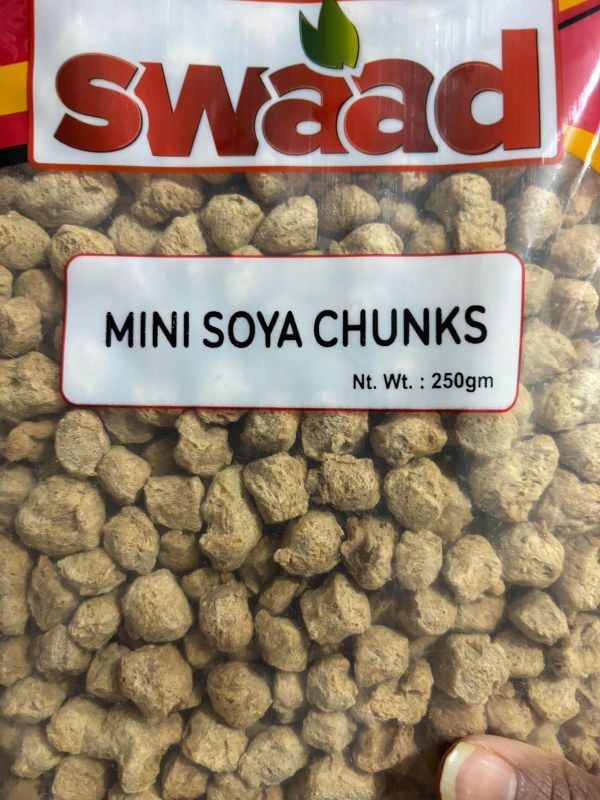 swaad
MINI SOYA CHUNKS
Nt. Wt. : 250gm